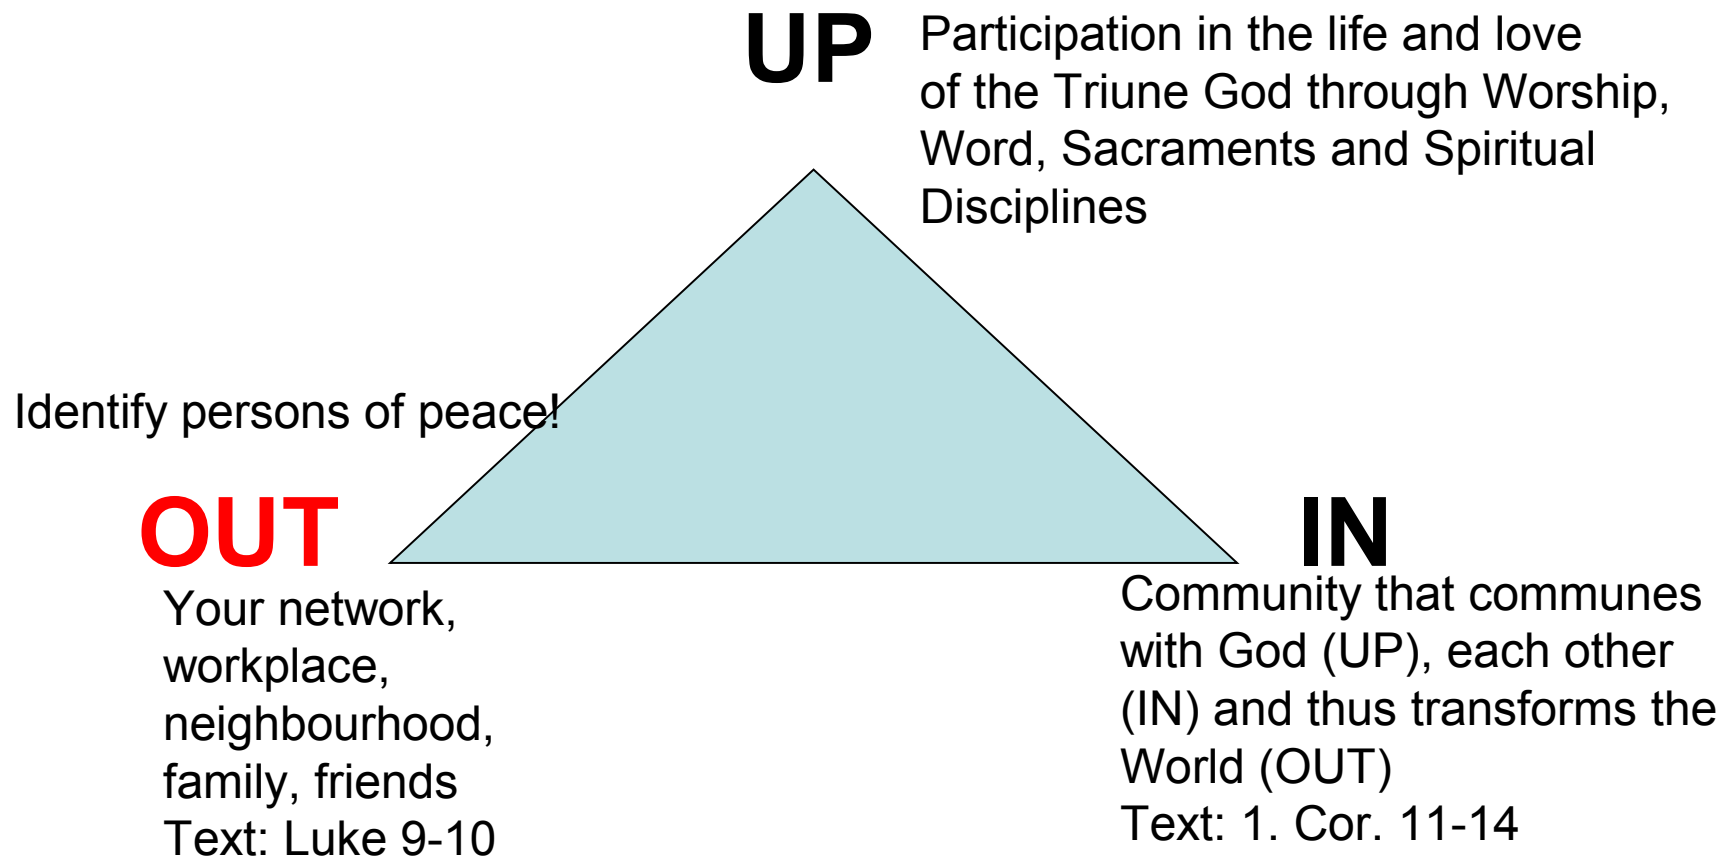 UP
Participation in the life and love
of the Triune God through Worship,
Word, Sacraments and Spiritual
Disciplines
Identify persons of peace!
OUT
Your network,
workplace,
neighbourhood,
family, friends
Text: Luke 9-10
IN
Community that communes
with God (UP), each other
(IN) and thus transforms the
World (OUT)
Text: 1. Cor. 11-14